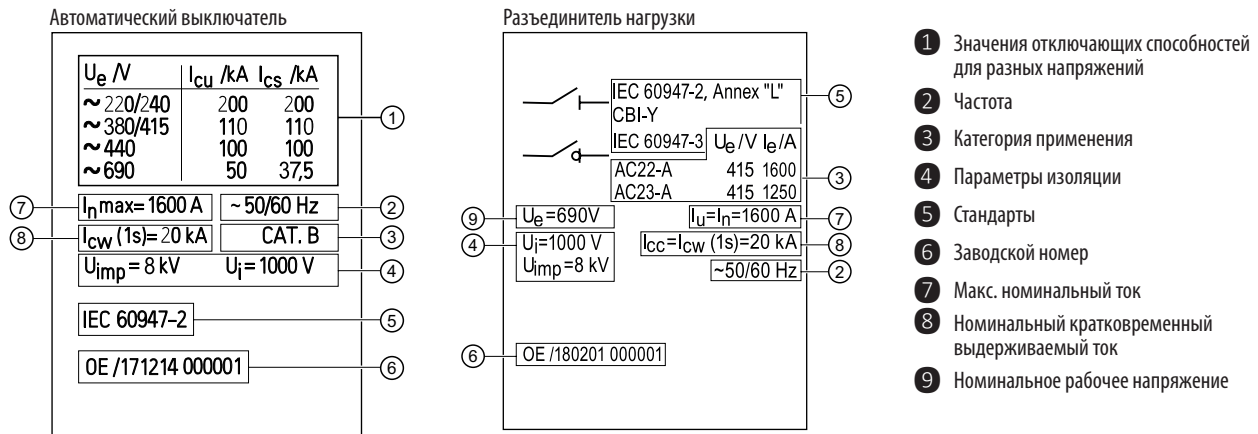 Автоматический выключатель
Uₑ /V I꜀ᵤ /kA I꜀ₛ /kA
~ 220/240 200 200
~ 380/415 110 110
~ 440 100 100
~ 690 50 37,5
①
⑦ Iₙmax= 1600 A ~ 50/60 Hz ②
⑧ Icw (1s)= 20 kA CAT. B ③
Uimp = 8 kV Ui = 1000 V ④
IEC 60947–2 ⑤
OE /171214 000001 ⑥
Разъединитель нагрузки
IEC 60947-2, Annex "L" ⑤
CBI-Y
IEC 60947-3 Ue/V Ie/A
AC22-A 415 1600 ③
AC23-A 415 1250
⑨ Ue=690V Iu=In=1600 A ⑦
④ Ui=1000 V Icc=Icw (1s)=20 kA ⑧
Uimp=8 kV ~50/60 Hz ②
⑥ OE /180201 000001
1 Значения отключающих способностей
для разных напряжений
2 Частота
3 Категория применения
4 Параметры изоляции
5 Стандарты
6 Заводской номер
7 Макс. номинальный ток
8 Номинальный кратковременный
выдерживаемый ток
9 Номинальное рабочее напряжение